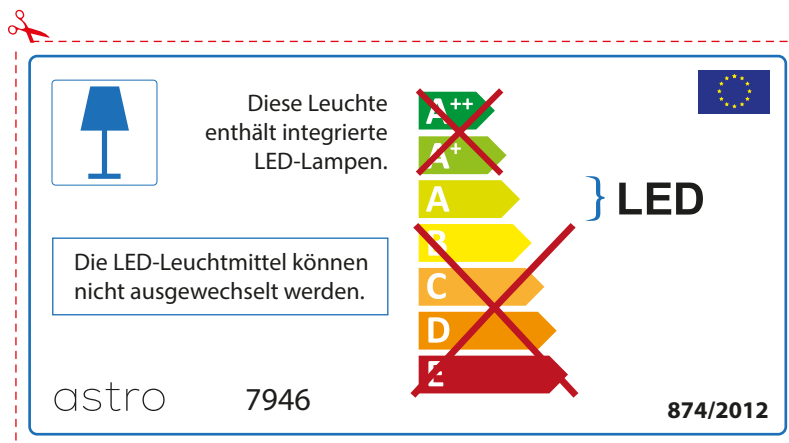 Diese Leuchte
enthält integrierte
LED-Lampen.
A++
A+
A
B
C
D
E
LED
Die LED-Leuchtmittel können
nicht ausgewechselt werden.
astro
7946
874/2012